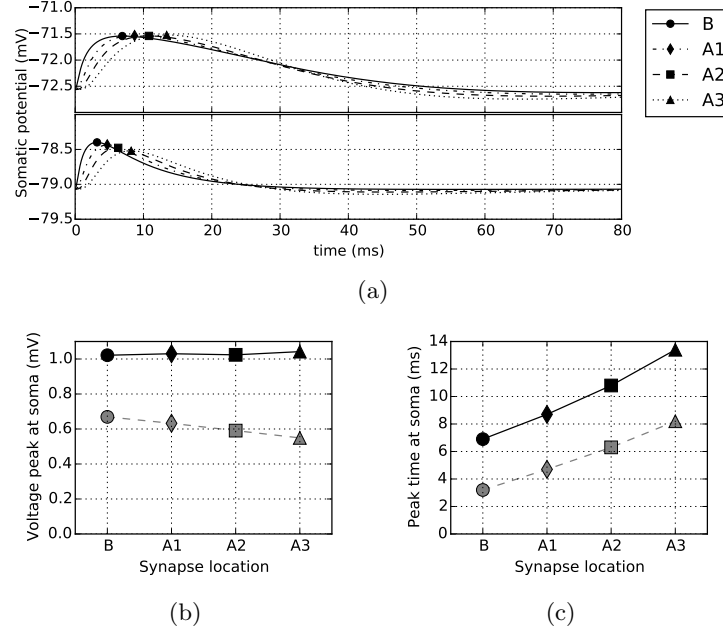 Somatic potential (mV)
−71.0
−71.5
−72.0
−72.5
−78.5
−79.0
−79.5
0 10 20 30 40 50 60 70 80
time (ms)
B
A1
A2
A3
(a)
Voltage peak at soma (mV)
1.0
0.8
0.6
0.4
0.2
0.0
B A1 A2 A3
Synapse location
(b)
Peak time at soma (ms)
14
12
10
8
6
4
2
0
B A1 A2 A3
Synapse location
(c)